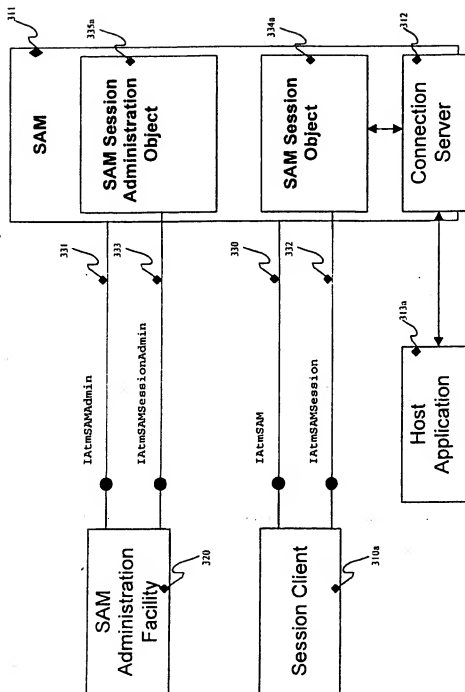 311
SAM
335a
SAM Session
Administration
Object
334a
SAM Session
Object
312
Connection
Server
331
333
330
332
313a
Host
Application
IAtmSAMAdmin
IAtmSAMSessionAdmin
IAtmSAM
IAtmSAMSession
SAM
Administration
Facility
320
Session Client
310a